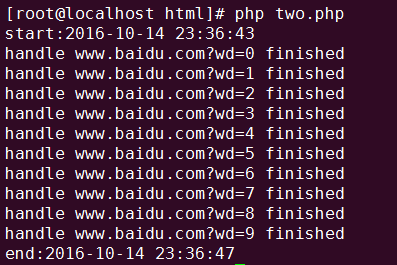 [root@localhost html]# php two.php
start:2016-10-14 23:36:43
handle www.baidu.com?wd=0 finished
handle www.baidu.com?wd=1 finished
handle www.baidu.com?wd=2 finished
handle www.baidu.com?wd=3 finished
handle www.baidu.com?wd=4 finished
handle www.baidu.com?wd=5 finished
handle www.baidu.com?wd=6 finished
handle www.baidu.com?wd=7 finished
handle www.baidu.com?wd=8 finished
handle www.baidu.com?wd=9 finished
end:2016-10-14 23:36:47